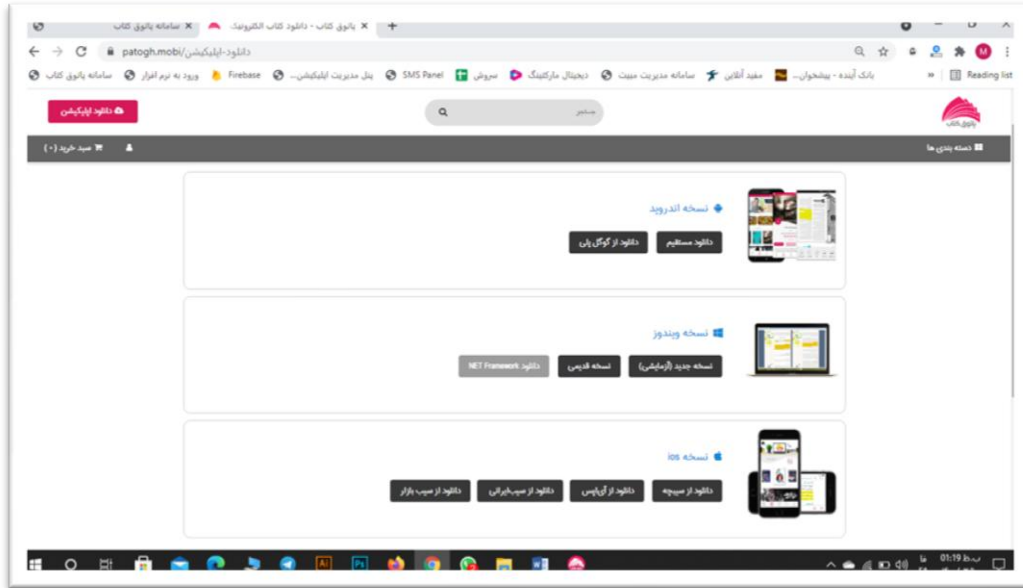 پاتوق کتاب - دانلود کتاب الکترونیک
سامانه پاتوق کتاب
patogh.mobi/دانلود-اپلیکیشن
بانک آینده - پیشخوان...
مفید آنلاین
سامانه مدیریت مبیت
دیجیتال مارکتینگ
سروش
SMS Panel
پنل مدیریت اپلیکیشن...
Firebase
ورود به نرم افزار
سامانه پاتوق کتاب
Reading list
دانلود اپلیکیشن
جستجو
پاتوق کتاب
دسته بندی ها
سبد خرید (۰)
نسخه اندروید
دانلود مستقیم
دانلود از گوگل پلی
نسخه ویندوز
نسخه جدید (آزمایشی)
نسخه قدیمی
دانلود NET Framework
نسخه ios
دانلود از سیبچه
دانلود از آی‌اپس
دانلود از سیب‌ایرانی
دانلود از سیب بازار
فا
01:19 ب.ظ